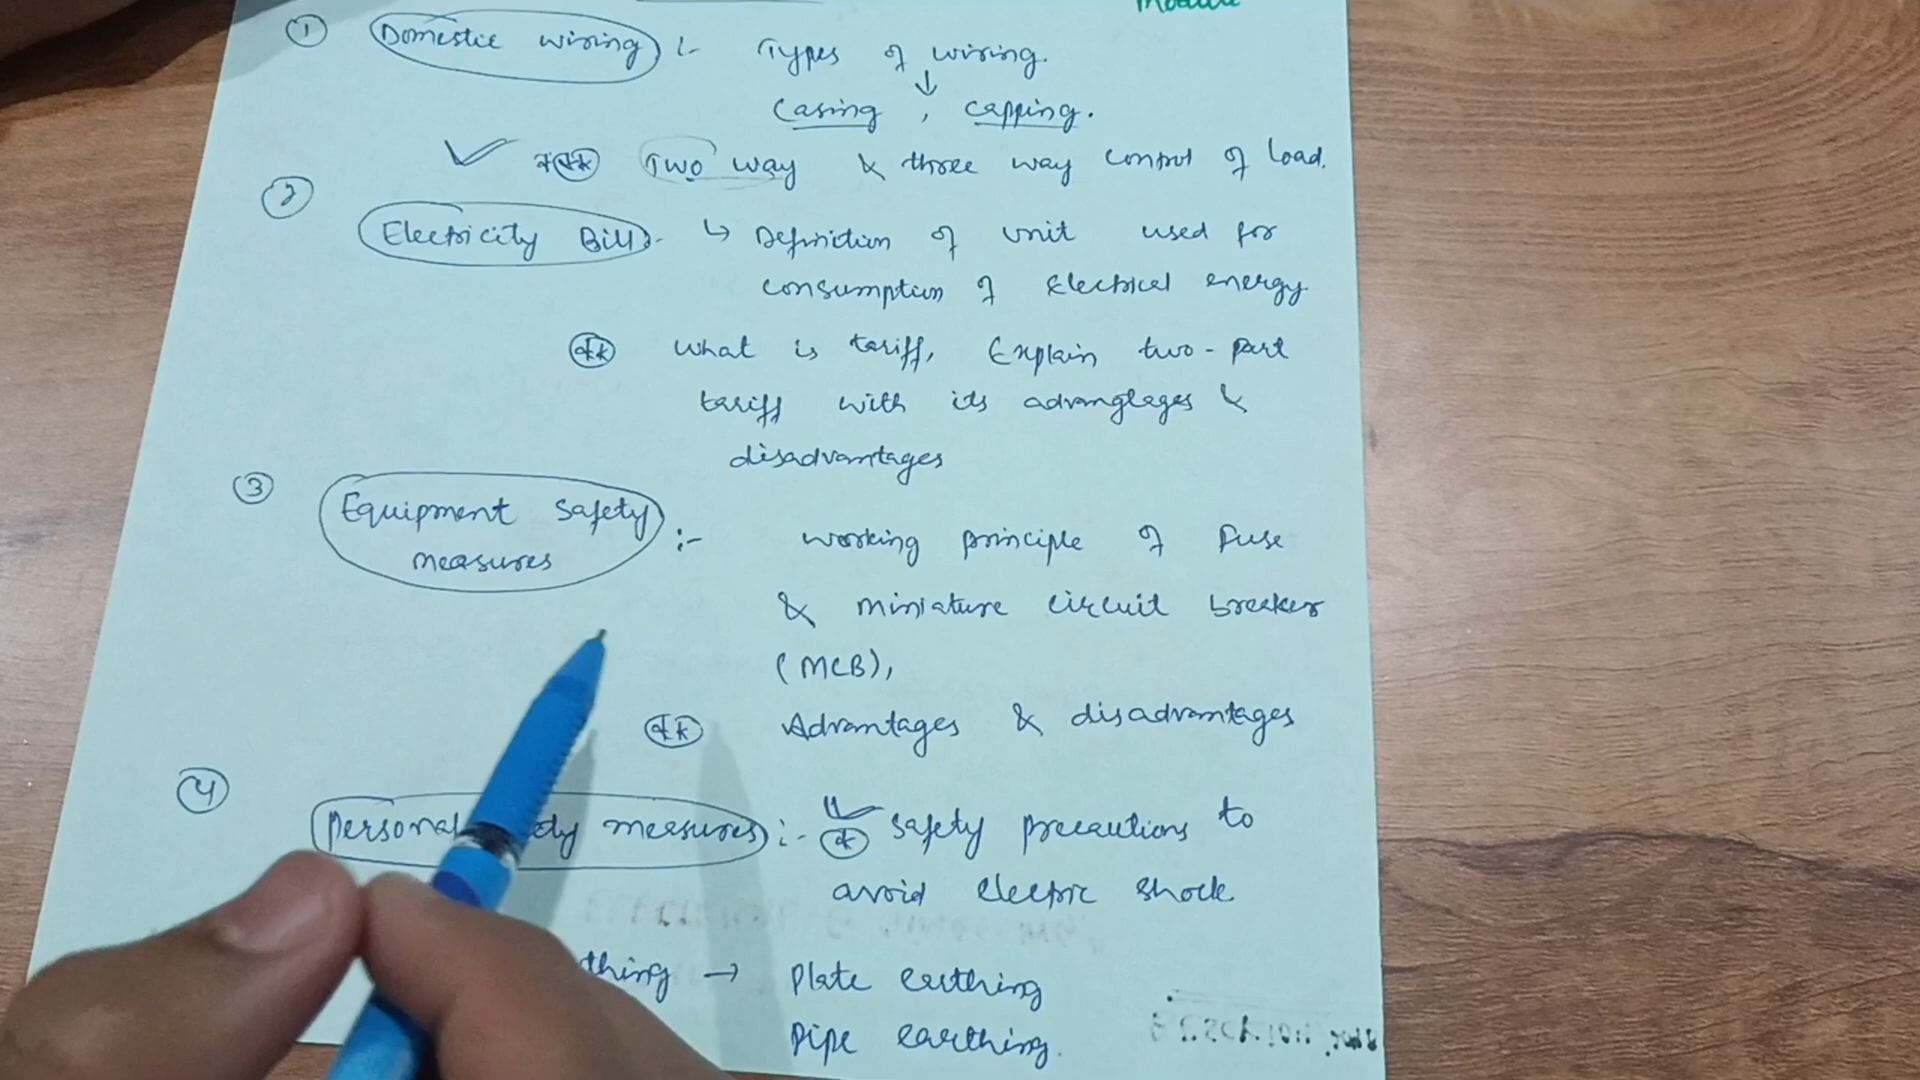 Module
① Domestic wiring :- Types of wiring.
↓
Casing , capping.
✓ *** Two way & three way control of load.
② Electricity Bill :- ↳ Definition of unit used for
consumption of Electrical energy
** What is tariff, Explain two-part
tariff with its advangtages &
disadvantages
③ Equipment Safety
measures :- working principle of Fuse
& miniature circuit breaker
(MCB),
** Advantages & disadvantages
④ Personal measures :- * Safety precautions to
avoid Electric shock
thing → Plate earthing
Pipe earthing.